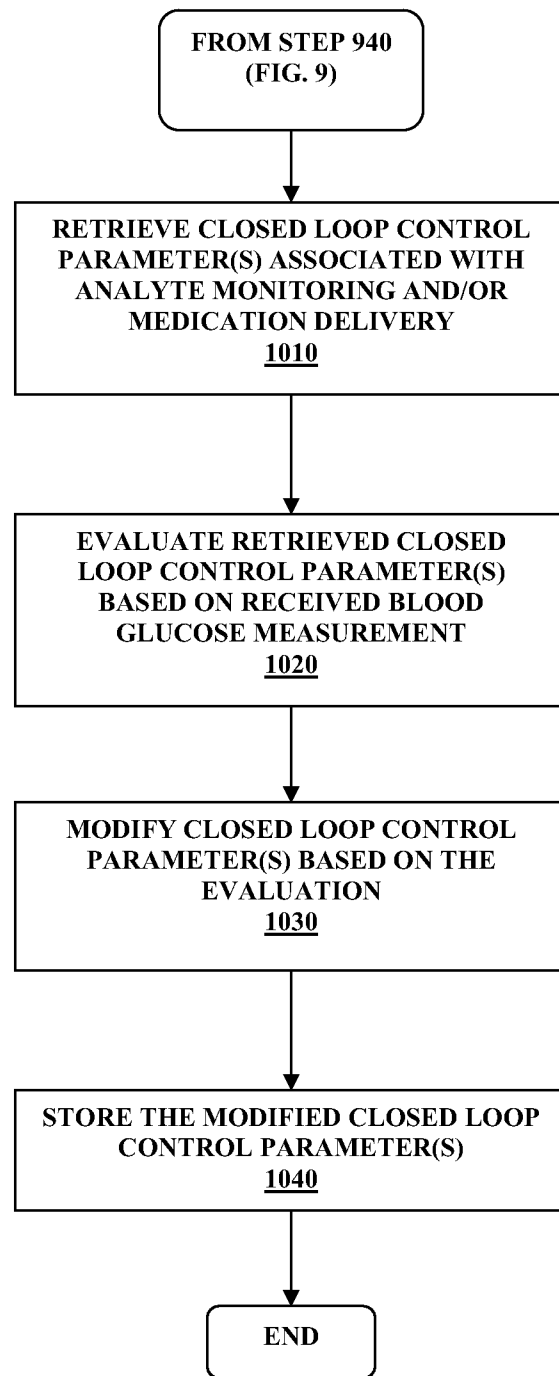 FROM STEP 940
(FIG. 9)
RETRIEVE CLOSED LOOP CONTROL
PARAMETER(S) ASSOCIATED WITH
ANALYTE MONITORING AND/OR
MEDICATION DELIVERY
1010
EVALUATE RETRIEVED CLOSED
LOOP CONTROL PARAMETER(S)
BASED ON RECEIVED BLOOD
GLUCOSE MEASUREMENT
1020
MODIFY CLOSED LOOP CONTROL
PARAMETER(S) BASED ON THE
EVALUATION
1030
STORE THE MODIFIED CLOSED LOOP
CONTROL PARAMETER(S)
1040
END